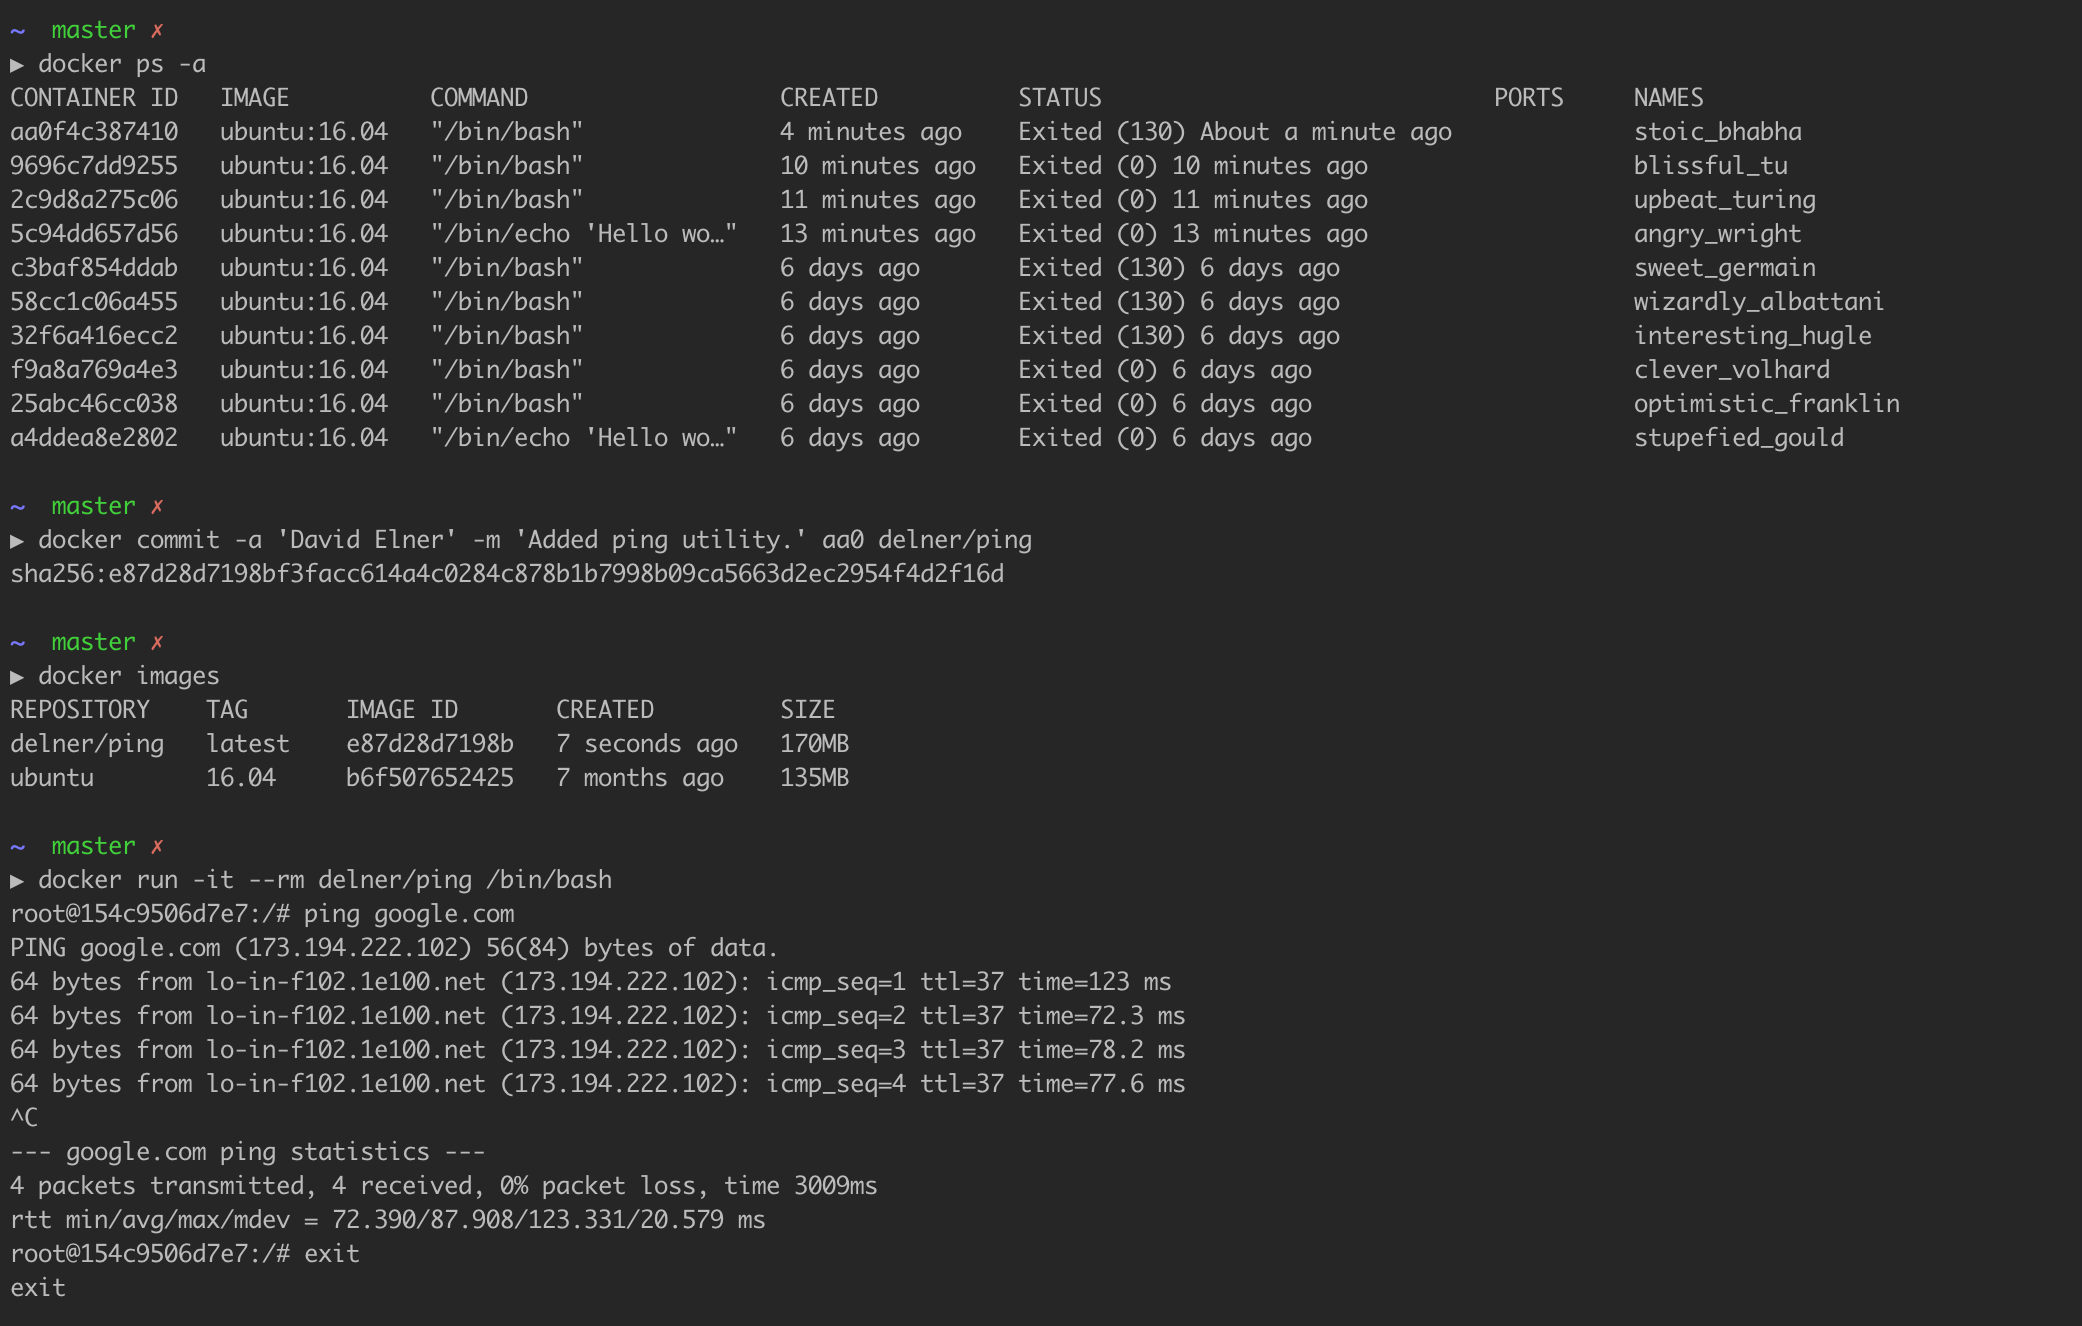 ~  master ✗
▶ docker ps -a
CONTAINER ID   IMAGE          COMMAND                  CREATED          STATUS                            PORTS     NAMES
aa0f4c387410   ubuntu:16.04   "/bin/bash"              4 minutes ago    Exited (130) About a minute ago             stoic_bhabha
9696c7dd9255   ubuntu:16.04   "/bin/bash"              10 minutes ago   Exited (0) 10 minutes ago                   blissful_tu
2c9d8a275c06   ubuntu:16.04   "/bin/bash"              11 minutes ago   Exited (0) 11 minutes ago                   upbeat_turing
5c94dd657d56   ubuntu:16.04   "/bin/echo 'Hello wo…"   13 minutes ago   Exited (0) 13 minutes ago                   angry_wright
c3baf854ddab   ubuntu:16.04   "/bin/bash"              6 days ago       Exited (130) 6 days ago                     sweet_germain
58cc1c06a455   ubuntu:16.04   "/bin/bash"              6 days ago       Exited (130) 6 days ago                     wizardly_albattani
32f6a416ecc2   ubuntu:16.04   "/bin/bash"              6 days ago       Exited (130) 6 days ago                     interesting_hugle
f9a8a769a4e3   ubuntu:16.04   "/bin/bash"              6 days ago       Exited (0) 6 days ago                       clever_volhard
25abc46cc038   ubuntu:16.04   "/bin/bash"              6 days ago       Exited (0) 6 days ago                       optimistic_franklin
a4ddea8e2802   ubuntu:16.04   "/bin/echo 'Hello wo…"   6 days ago       Exited (0) 6 days ago                       stupefied_gould
~  master ✗
▶ docker commit -a 'David Elner' -m 'Added ping utility.' aa0 delner/ping
sha256:e87d28d7198bf3facc614a4c0284c878b1b7998b09ca5663d2ec2954f4d2f16d
~  master ✗
▶ docker images
REPOSITORY    TAG       IMAGE ID       CREATED         SIZE
delner/ping   latest    e87d28d7198b   7 seconds ago   170MB
ubuntu        16.04     b6f507652425   7 months ago    135MB
~  master ✗
▶ docker run -it --rm delner/ping /bin/bash
root@154c9506d7e7:/# ping google.com
PING google.com (173.194.222.102) 56(84) bytes of data.
64 bytes from lo-in-f102.1e100.net (173.194.222.102): icmp_seq=1 ttl=37 time=123 ms
64 bytes from lo-in-f102.1e100.net (173.194.222.102): icmp_seq=2 ttl=37 time=72.3 ms
64 bytes from lo-in-f102.1e100.net (173.194.222.102): icmp_seq=3 ttl=37 time=78.2 ms
64 bytes from lo-in-f102.1e100.net (173.194.222.102): icmp_seq=4 ttl=37 time=77.6 ms
^C
--- google.com ping statistics ---
4 packets transmitted, 4 received, 0% packet loss, time 3009ms
rtt min/avg/max/mdev = 72.390/87.908/123.331/20.579 ms
root@154c9506d7e7:/# exit
exit